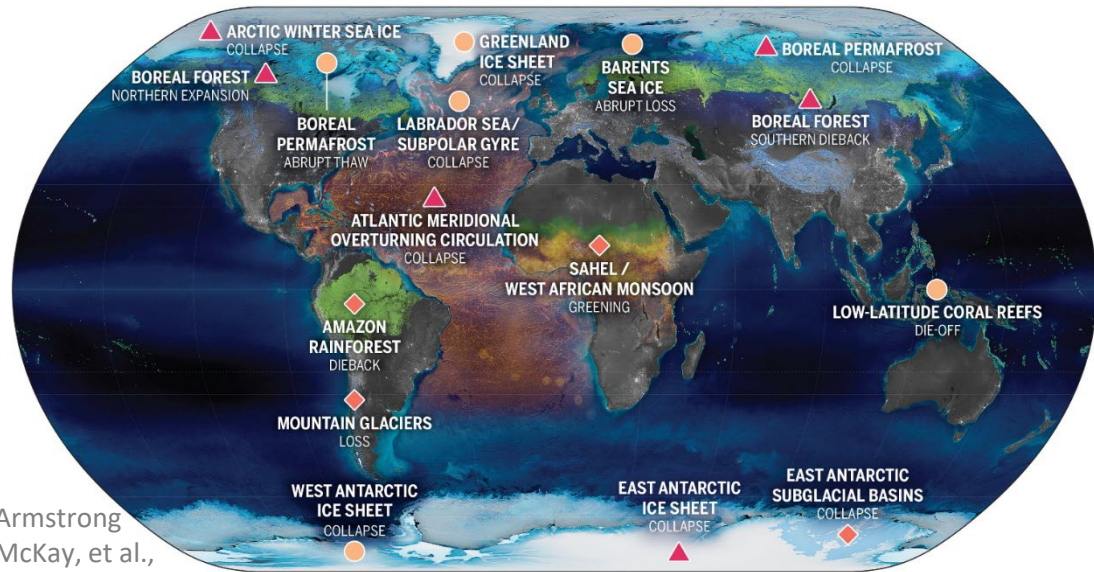 ARCTIC WINTER SEA ICE
COLLAPSE
BOREAL FOREST
NORTHERN EXPANSION
BOREAL
PERMAFROST
ABRUPT THAW
GREENLAND
ICE SHEET
COLLAPSE
LABRADOR SEA/
SUBPOLAR GYRE
COLLAPSE
BARENTS
SEA ICE
ABRUPT LOSS
BOREAL PERMAFROST
COLLAPSE
BOREAL FOREST
SOUTHERN DIEBACK
ATLANTIC MERIDIONAL
OVERTURNING CIRCULATION
COLLAPSE
SAHEL /
WEST AFRICAN MONSOON
GREENING
LOW-LATITUDE CORAL REEFS
DIE-OFF
AMAZON
RAINFOREST
DIEBACK
MOUNTAIN GLACIERS
LOSS
WEST ANTARCTIC
ICE SHEET
COLLAPSE
EAST ANTARCTIC
ICE SHEET
COLLAPSE
EAST ANTARCTIC
SUBGLACIAL BASINS
COLLAPSE
Armstrong
McKay, et al.,